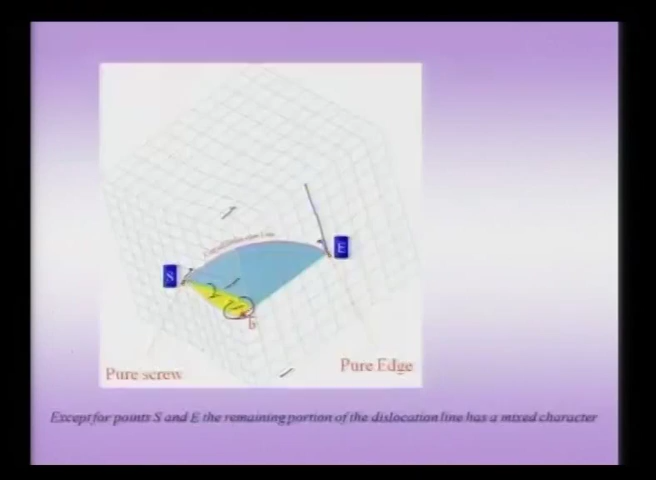 S
E
b
Pure screw
Pure Edge
Except for points S and E the remaining portion of the dislocation line has a mixed character